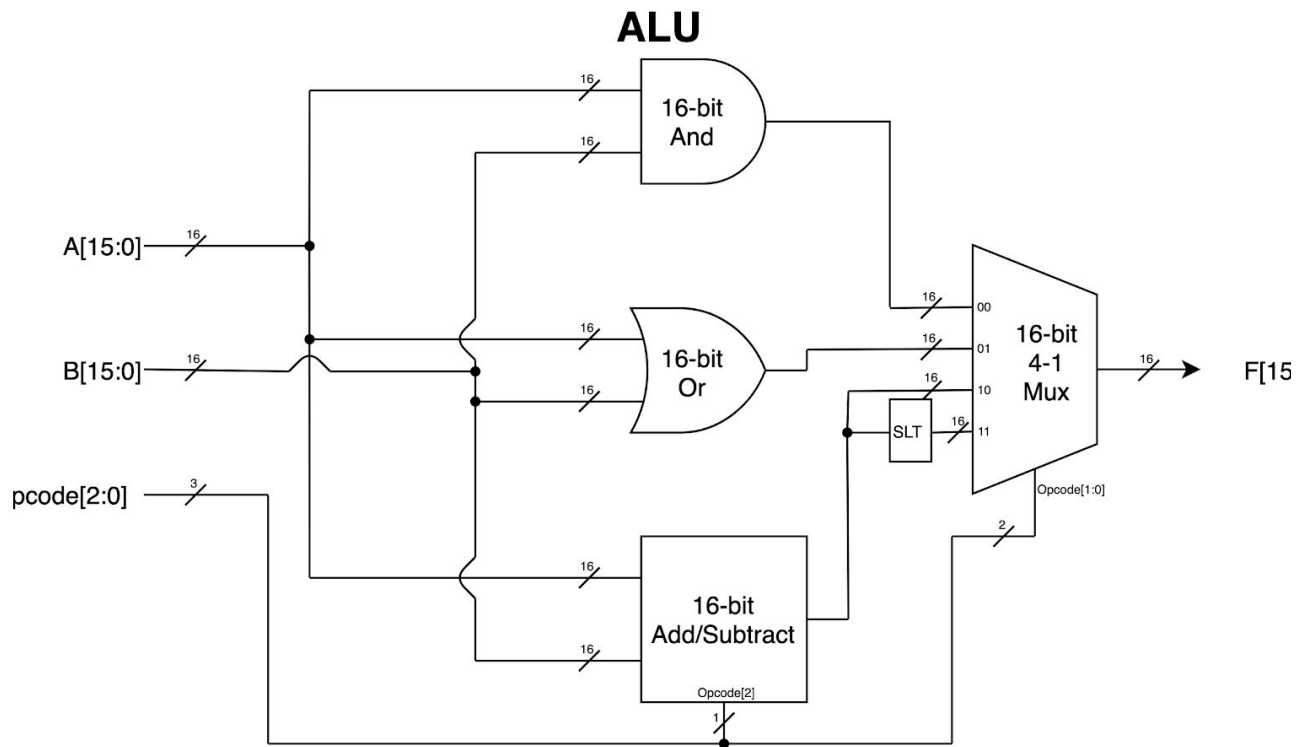 ALU
16
16-bit
And
16
A[15:0]
16
B[15:0]
16
16
16-bit
Or
16
16
00
16
01
16
10
SLT
16
11
16-bit
4-1
Mux
16
F[15
pcode[2:0]
3
Opcode[1:0]
2
16
16-bit
Add/Subtract
16
Opcode[2]
1